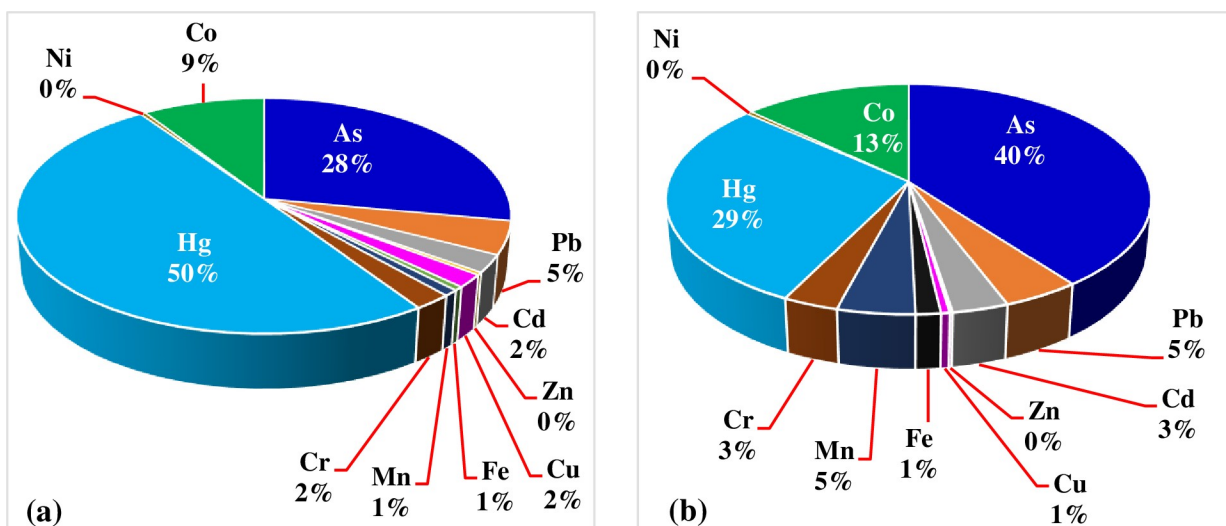 Co
9%
Ni
0%
As
28%
Hg
50%
Pb
5%
Cd
2%
Zn
0%
Cu
2%
Fe
1%
Mn
1%
Cr
2%
(a)
Ni
0%
Co
13%
As
40%
Hg
29%
Pb
5%
Cd
3%
Zn
0%
Cu
1%
Fe
1%
Mn
5%
Cr
3%
(b)